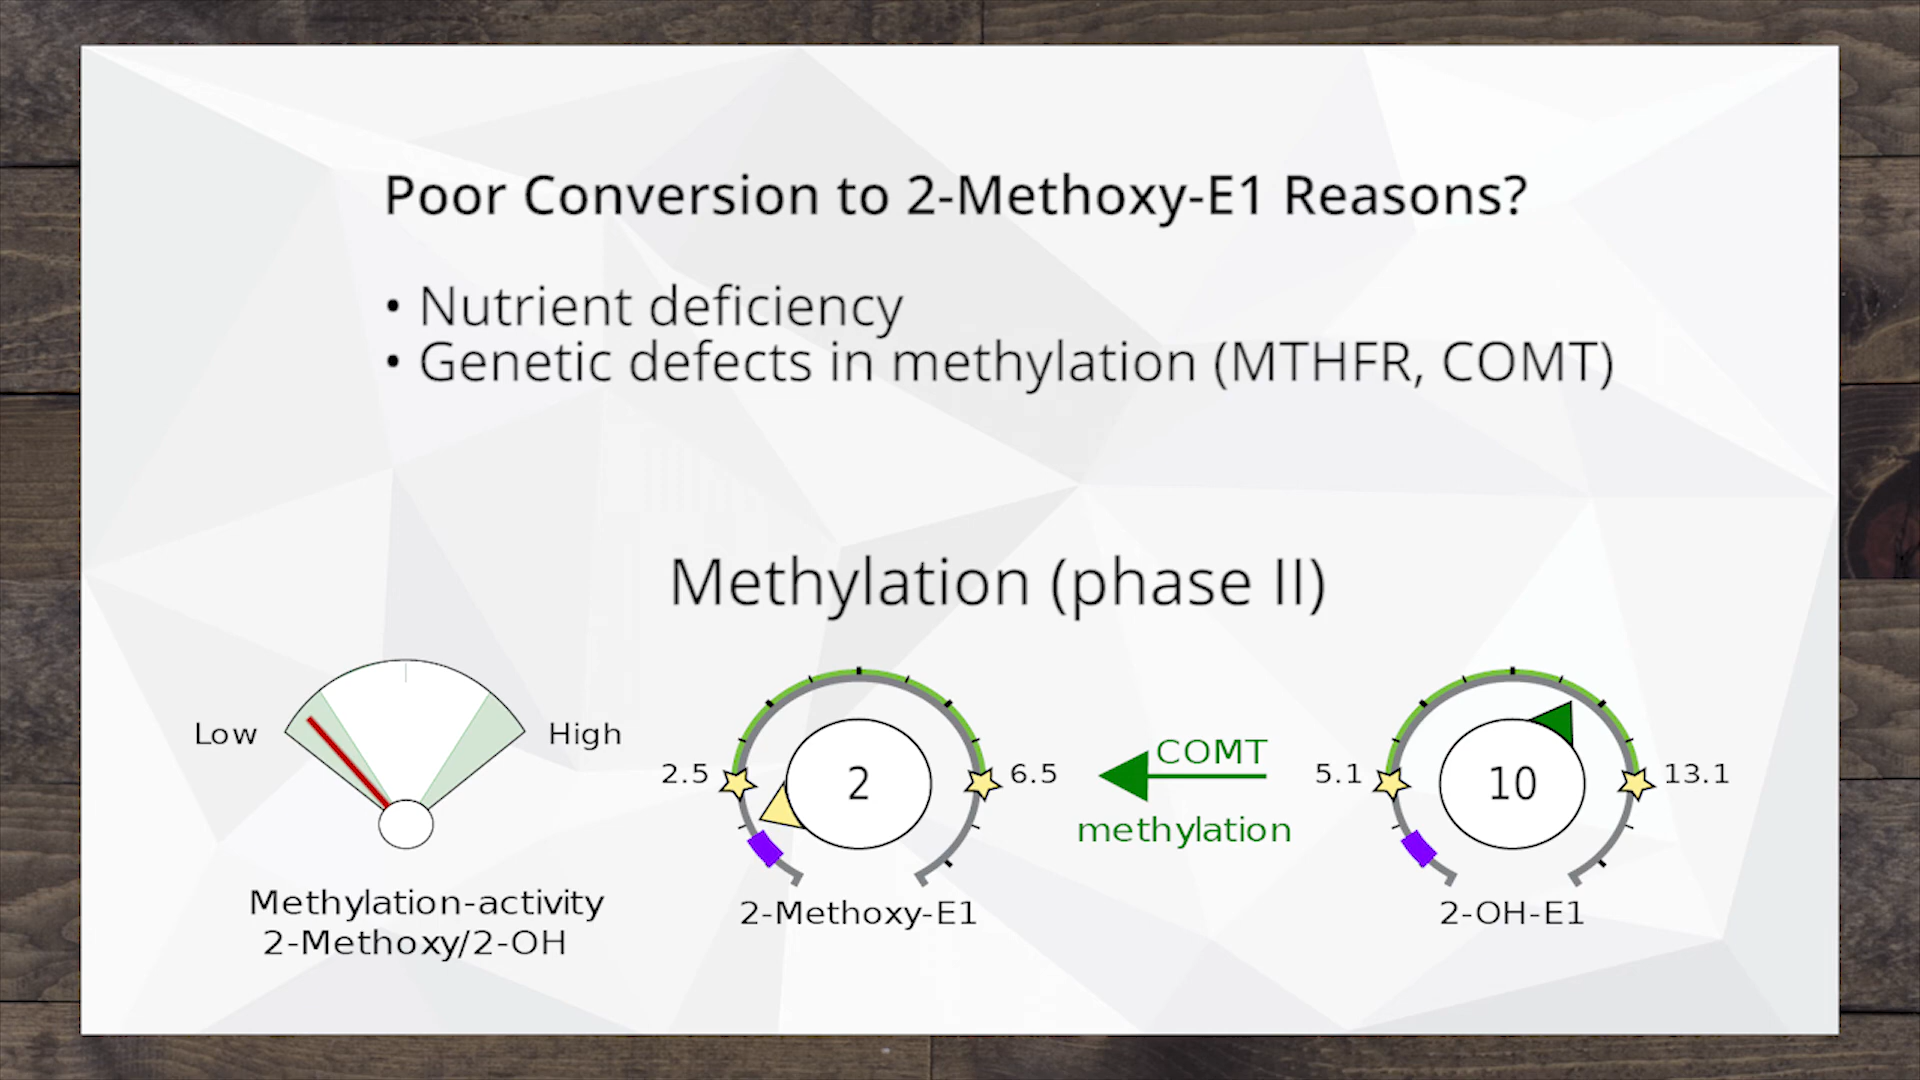 Poor Conversion to 2-Methoxy-E1 Reasons?
• Nutrient deficiency
• Genetic defects in methylation (MTHFR, COMT)
Methylation (phase II)
Low
High
Methylation-activity
2-Methoxy/2-OH
2.5
2
6.5
2-Methoxy-E1
COMT
methylation
5.1
10
13.1
2-OH-E1